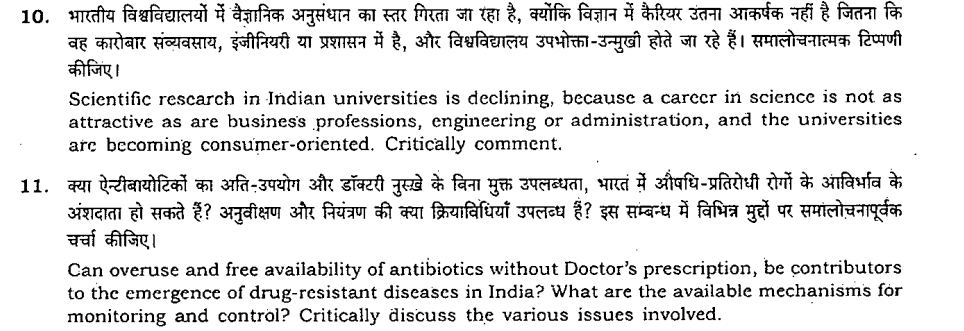 10. भारतीय विश्वविद्यालयों में वैज्ञानिक अनुसंधान का स्तर गिरता जा रहा है, क्योंकि विज्ञान में कैरियर उतना आकर्षक नहीं है जितना कि
वह कारोबार संव्यवसाय, इंजीनियरी या प्रशासन में है, और विश्वविद्यालय उपभोक्ता-उन्मुखी होते जा रहे हैं। समालोचनात्मक टिप्पणी
कीजिए।
Scientific research in Indian universities is declining, because a career in science is not as
attractive as are business professions, engineering or administration, and the universities
are becoming consumer-oriented. Critically comment.
11. क्या ऐन्टीबायोटिकों का अति-उपयोग और डॉक्टरी नुस्खे के बिना मुक्त उपलब्धता, भारत में औषधि-प्रतिरोधी रोगों के आविर्भाव के
अंशदाता हो सकते हैं? अनुवीक्षण और नियंत्रण की क्या क्रियाविधियाँ उपलब्ध हैं? इस सम्बन्ध में विभिन्न मुद्दों पर समालोचनापूर्वक
चर्चा कीजिए।
Can overuse and free availability of antibiotics without Doctor's prescription, be contributors
to the emergence of drug-resistant diseases in India? What are the available mechanisms for
monitoring and control? Critically discuss the various issues involved.